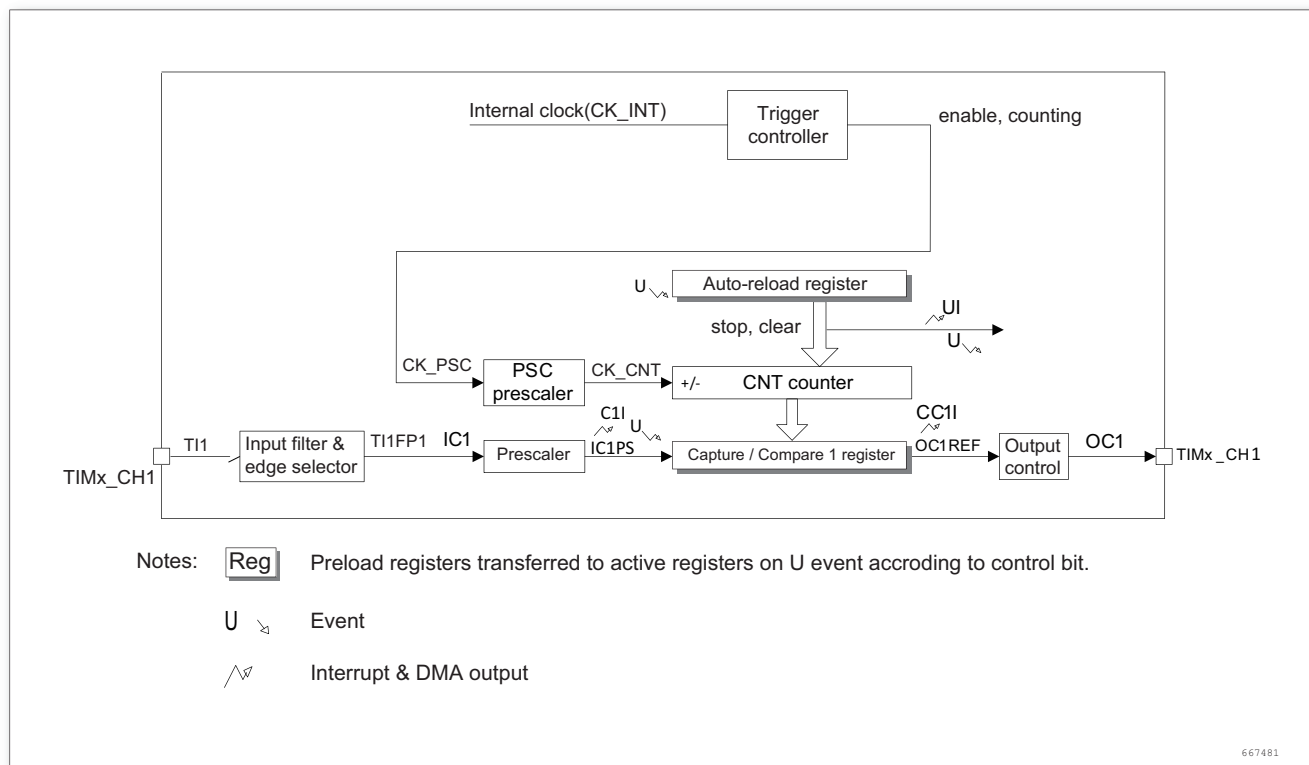 Internal clock(CK_INT)
Trigger
controller
enable, counting
U
Auto-reload register
stop, clear
UI
U
CK_PSC
PSC
prescaler
CK_CNT
+/-
CNT counter
TIMx_CH1
TI1
Input filter &
edge selector
TI1FP1
IC1
Prescaler
C1I
U
IC1PS
Capture / Compare 1 register
CC1I
OC1REF
Output
control
OC1
TIMx _CH1
Notes:
Reg
Preload registers transferred to active registers on U event accroding to control bit.
U
Event
Interrupt & DMA output
667481